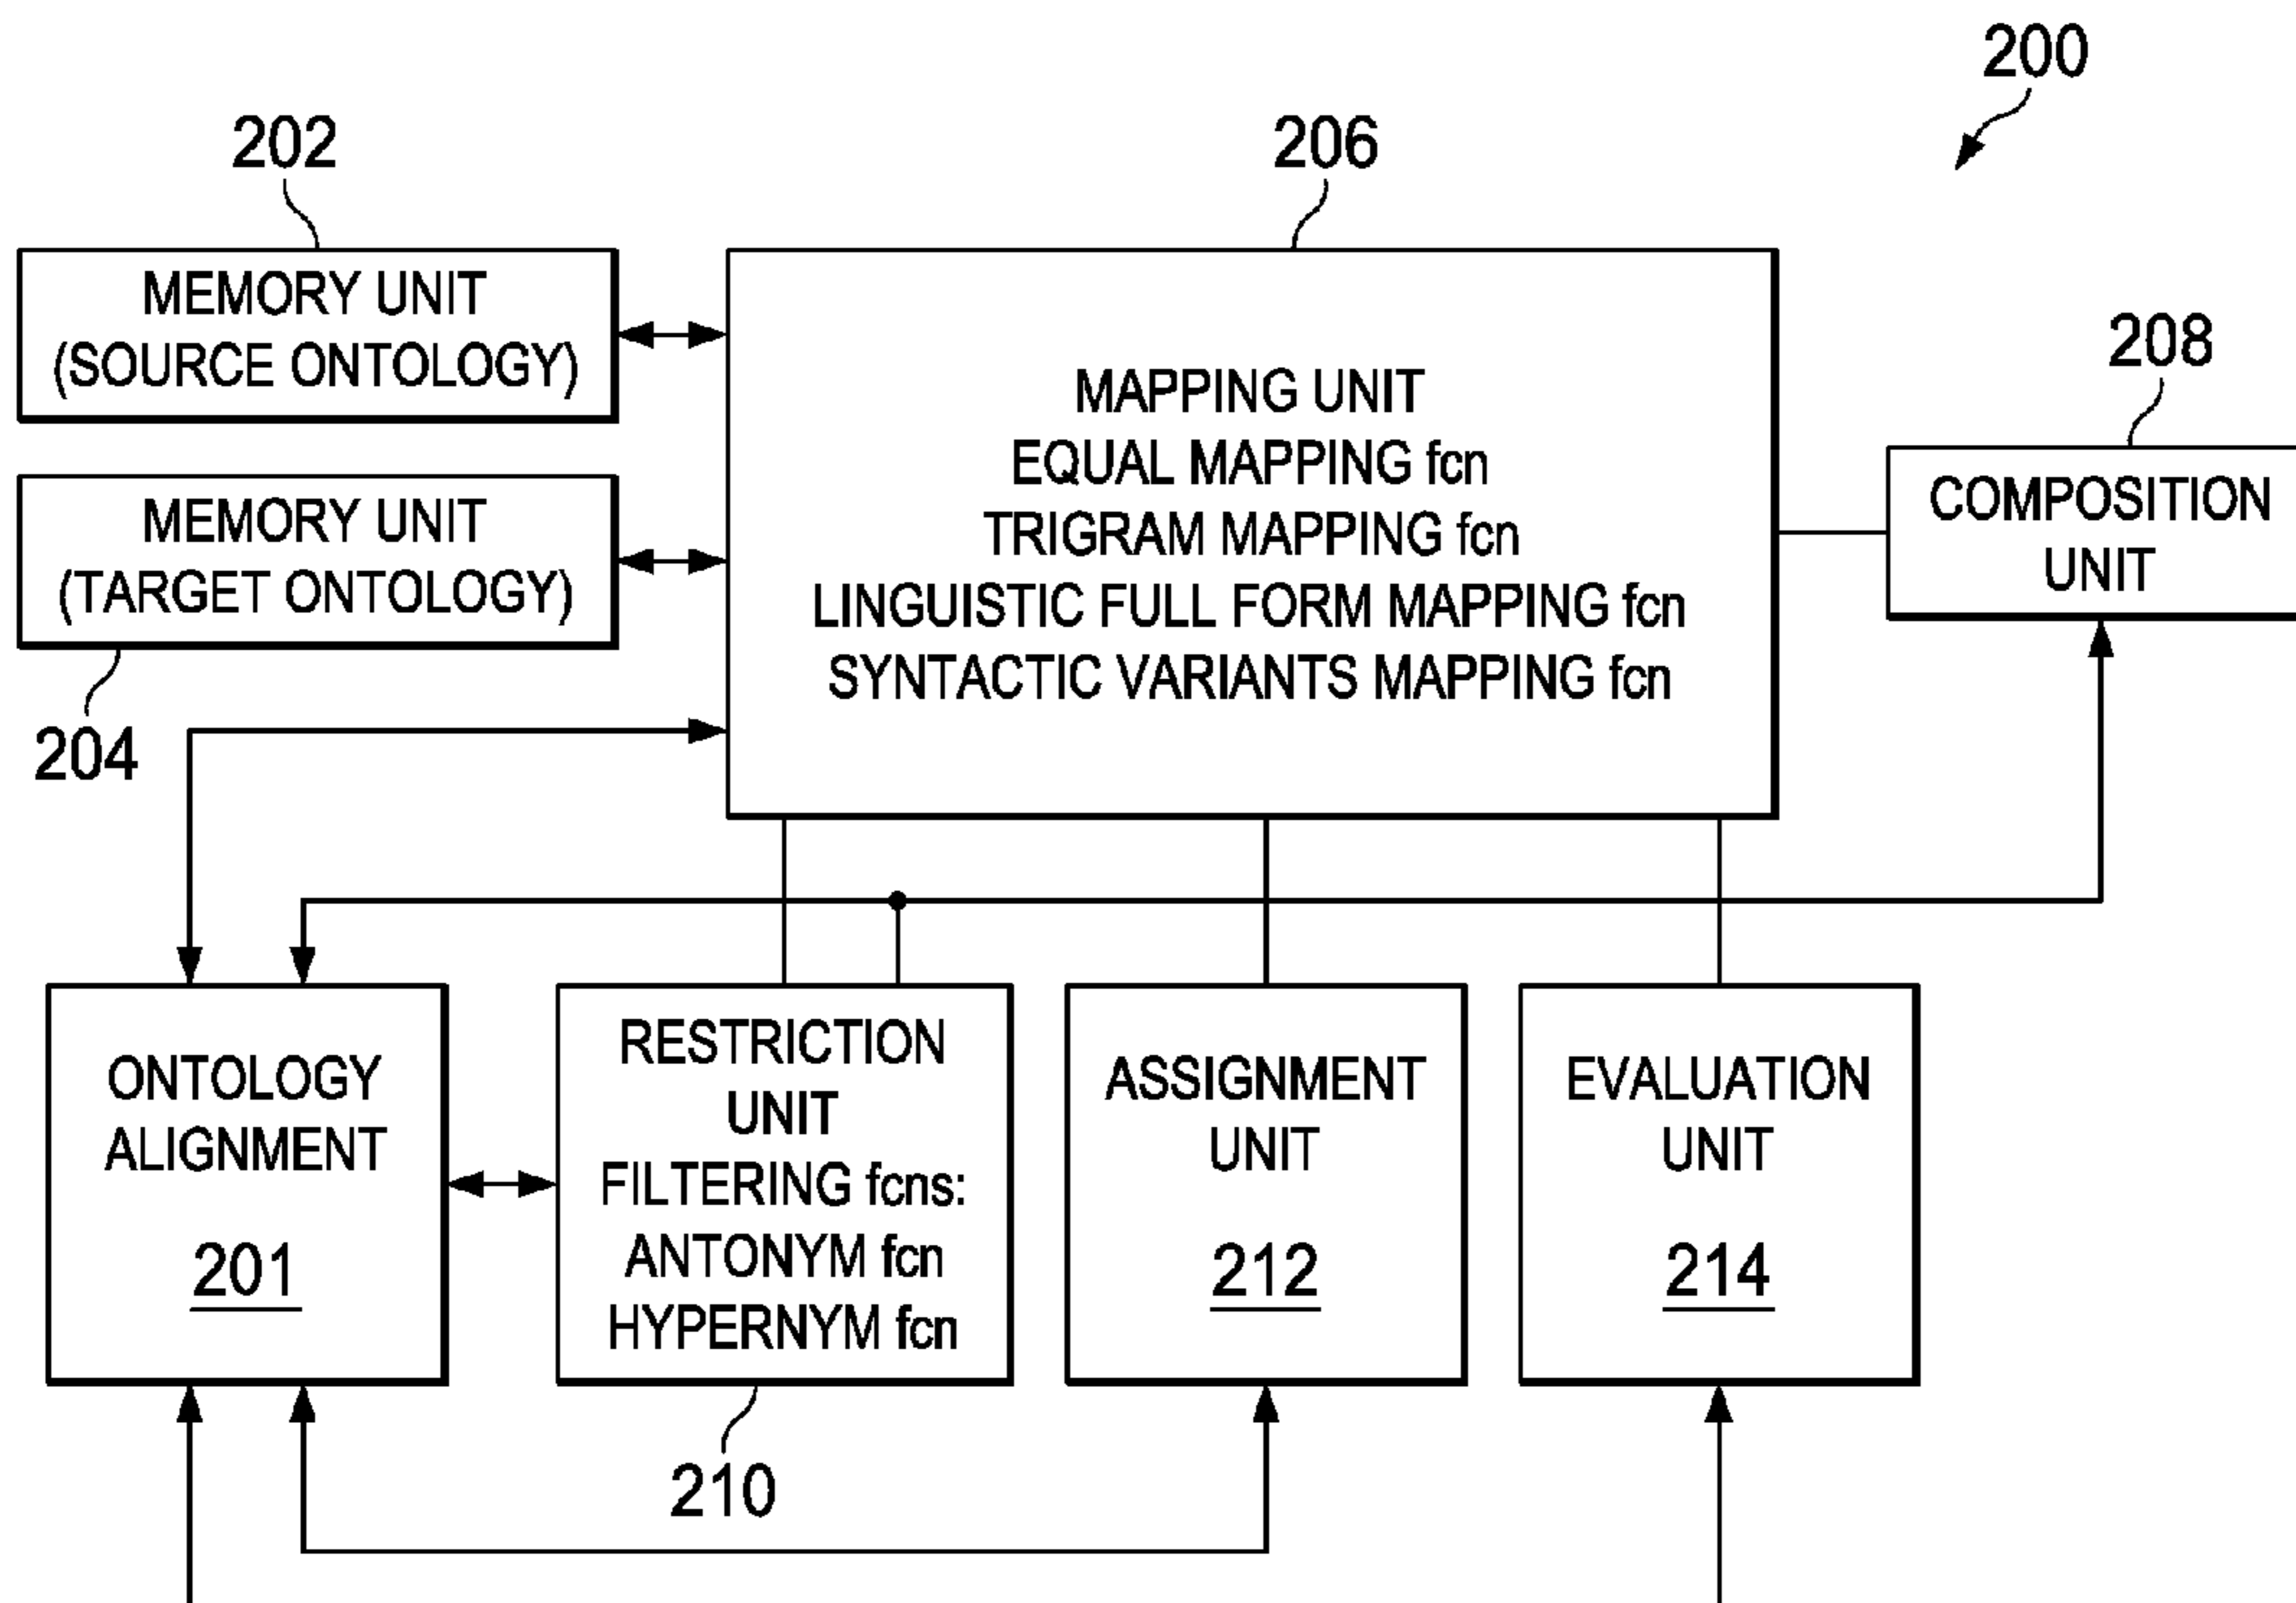 200
202
206
MEMORY UNIT
(SOURCE ONTOLOGY)
208
MAPPING UNIT
EQUAL MAPPING fcn
TRIGRAM MAPPING fcn
LINGUISTIC FULL FORM MAPPING fcn
SYNTACTIC VARIANTS MAPPING fcn
MEMORY UNIT
(TARGET ONTOLOGY)
COMPOSITION
UNIT
204
ONTOLOGY
ALIGNMENT
201
RESTRICTION
UNIT
FILTERING fcns:
ANTONYM fcn
HYPERNYM fcn
ASSIGNMENT
UNIT
212
EVALUATION
UNIT
214
210